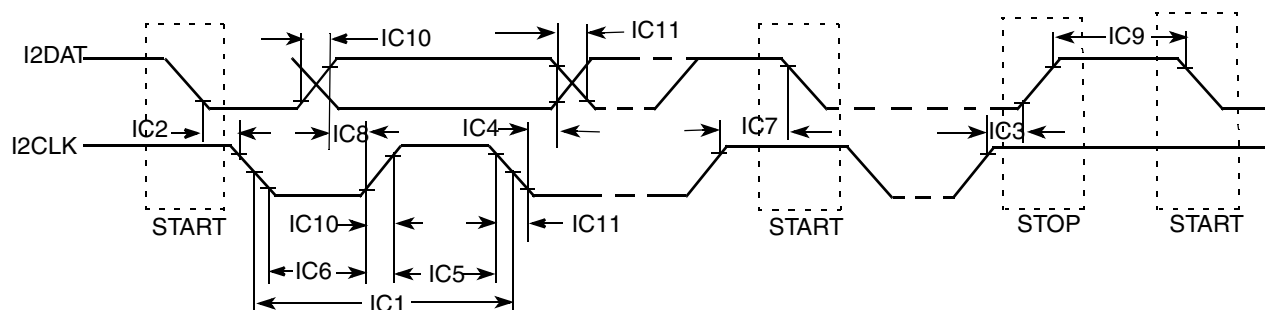 IC10
IC11
IC9
I2DAT
IC2
IC8
IC4
IC7
IC3
I2CLK
START
IC10
IC11
START
STOP
START
IC6
IC5
IC1